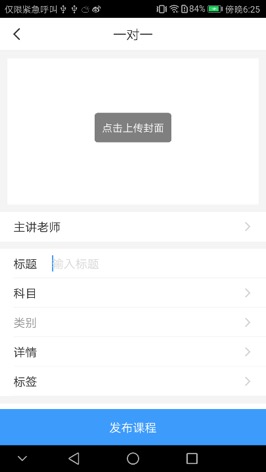 仅限紧急呼叫 84% 傍晚6:25
一对一
点击上传封面
主讲老师
标题 输入标题
科目
类别
详情
标签
发布课程